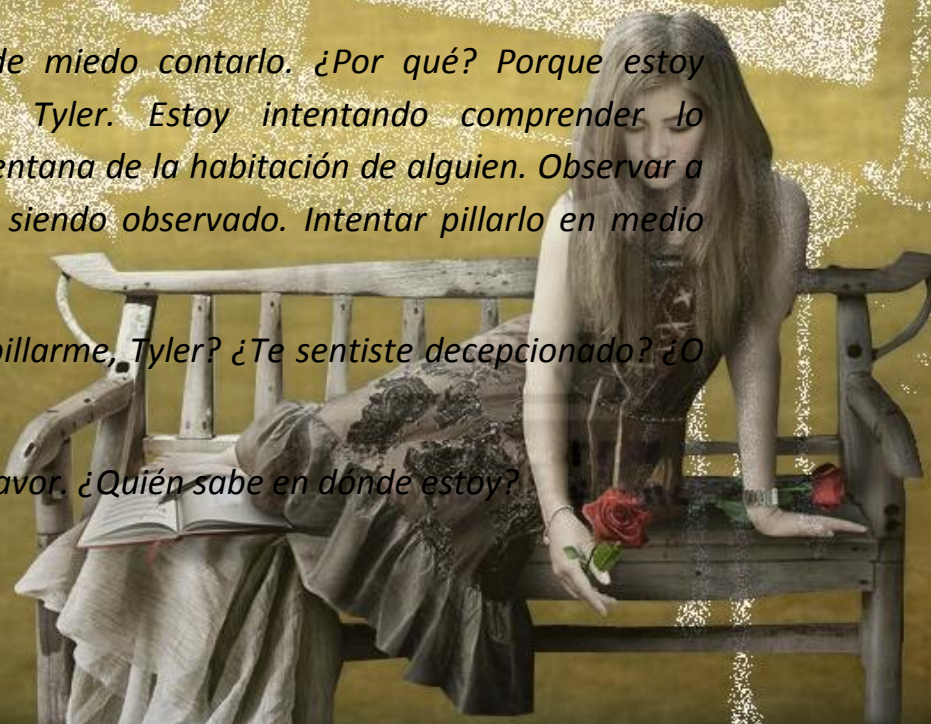 de miedo contarlo. ¿Por qué? Porque estoy
Tyler. Estoy intentando comprender lo
entana de la habitación de alguien. Observar a
siendo observado. Intentar pillarlo en medio
pillarme, Tyler? ¿Te sentiste decepcionado? ¿O
avor. ¿Quién sabe en dónde estoy?